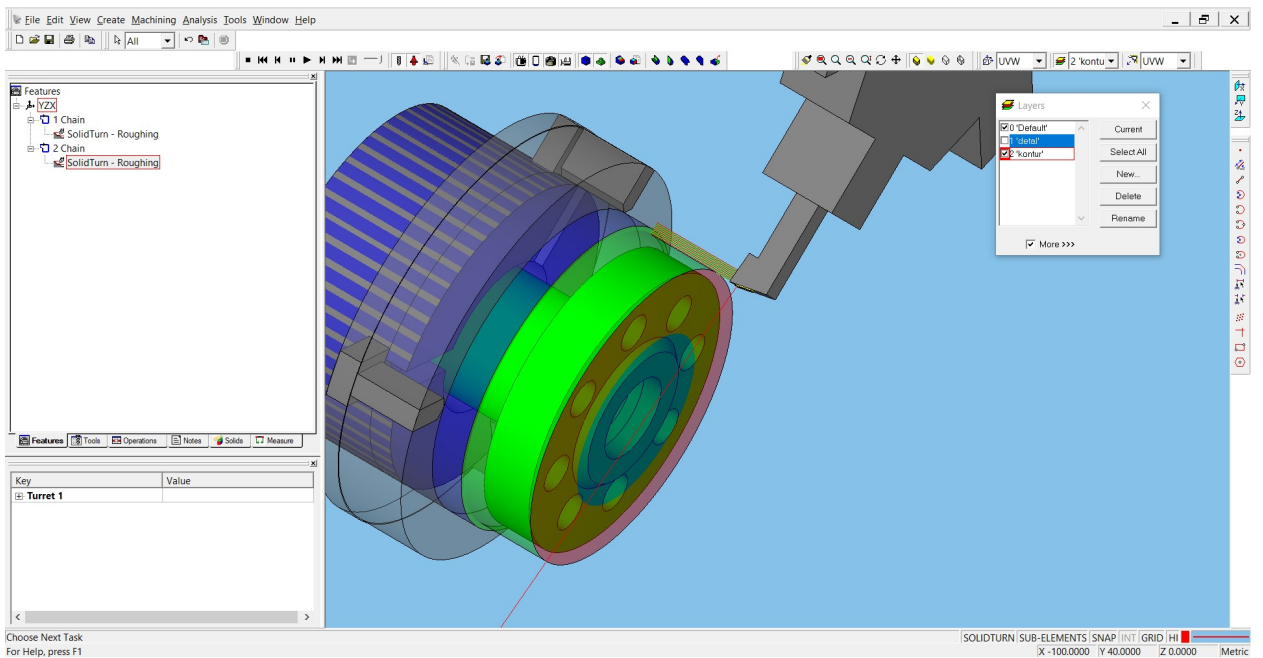 File Edit View Create Machining Analysis Tools Window Help
All
UVW
2 'kontu
UVW
Features
YZX
1 Chain
SolidTurn - Roughing
2 Chain
SolidTurn - Roughing
Layers
0 'Default'
1 'detal'
2 'kontur'
Current
Select All
New...
Delete
Rename
More >>>
Features Tools Operations Notes Solids Measure
Key Value
Turret 1
Choose Next Task
SOLIDTURN SUB-ELEMENTS SNAP INT GRID HI
For Help, press F1
X -100.0000 Y 40.0000 Z 0.0000 Metric